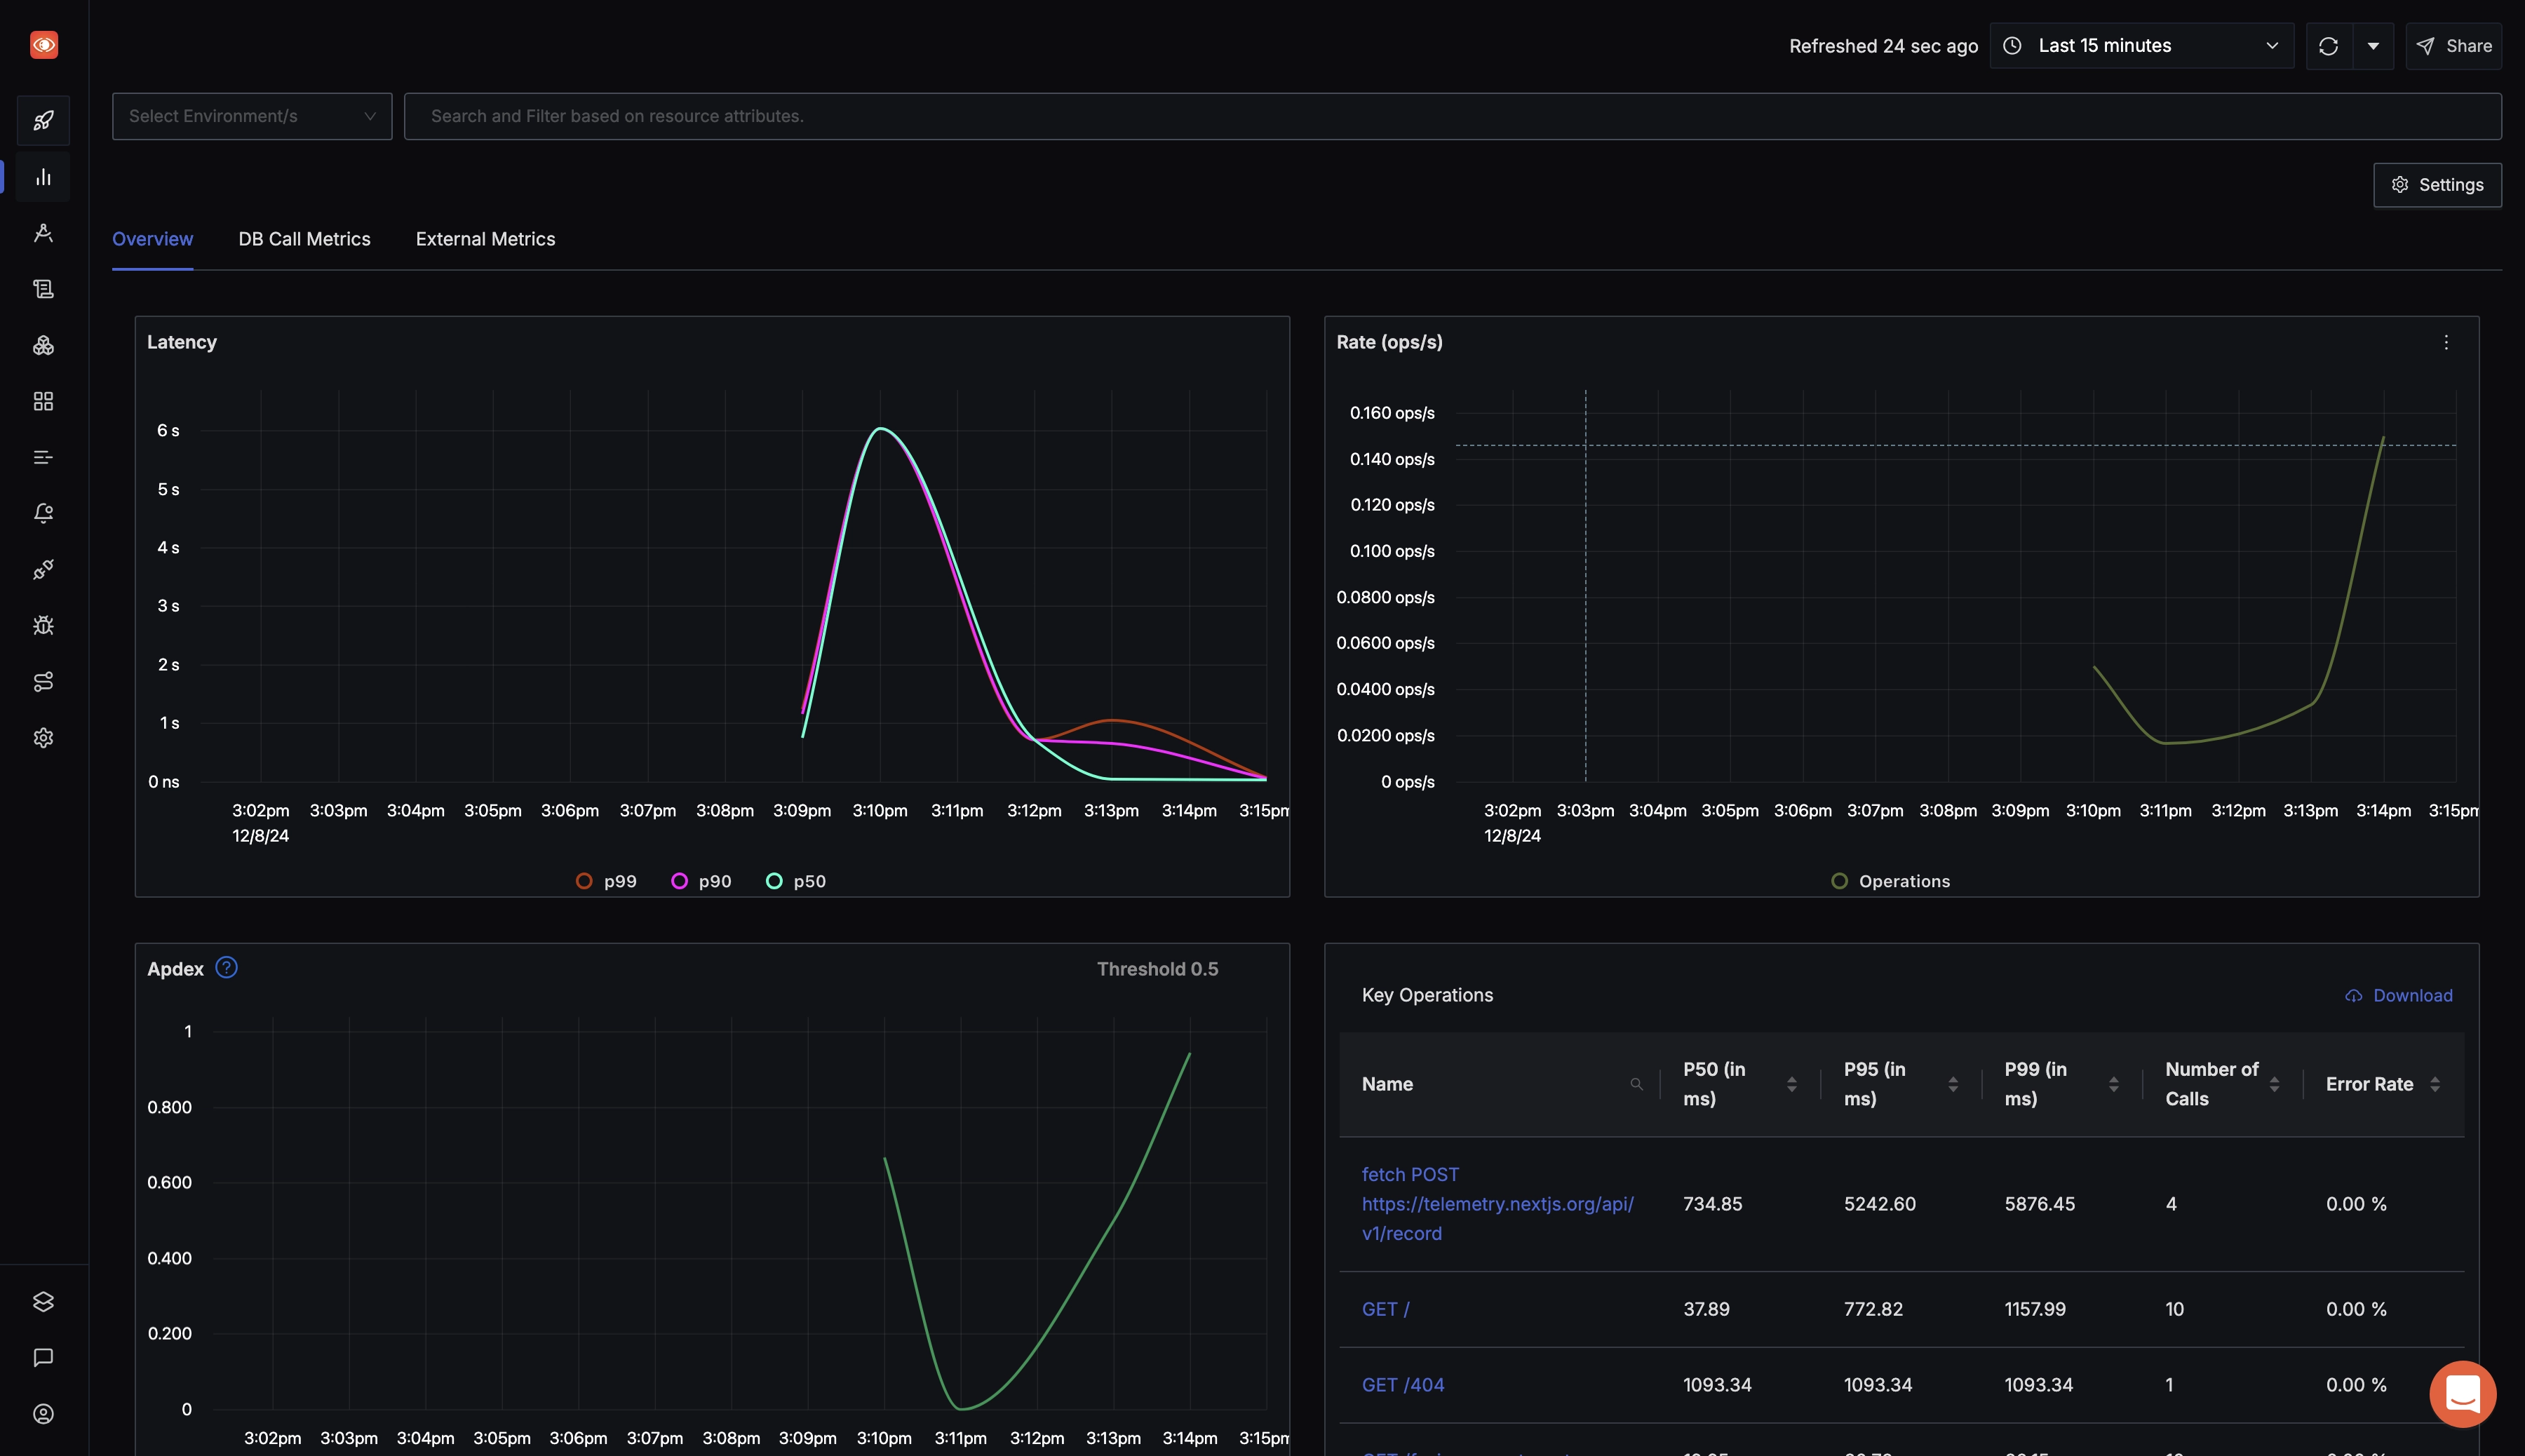 Refreshed 24 sec ago
Last 15 minutes
Share
Select Environment/s
Search and Filter based on resource attributes.
Settings
Overview
DB Call Metrics
External Metrics
Latency
6 s
5 s
4 s
3 s
2 s
1 s
0 ns
3:02pm 3:03pm 3:04pm 3:05pm 3:06pm 3:07pm 3:08pm 3:09pm 3:10pm 3:11pm 3:12pm 3:13pm 3:14pm 3:15pm
12/8/24
p99 p90 p50
Rate (ops/s)
0.160 ops/s
0.140 ops/s
0.120 ops/s
0.100 ops/s
0.0800 ops/s
0.0600 ops/s
0.0400 ops/s
0.0200 ops/s
0 ops/s
3:02pm 3:03pm 3:04pm 3:05pm 3:06pm 3:07pm 3:08pm 3:09pm 3:10pm 3:11pm 3:12pm 3:13pm 3:14pm 3:15pm
12/8/24
Operations
Apdex ?
Threshold 0.5
1
0.800
0.600
0.400
0.200
0
3:02pm 3:03pm 3:04pm 3:05pm 3:06pm 3:07pm 3:08pm 3:09pm 3:10pm 3:11pm 3:12pm 3:13pm 3:14pm 3:15pm
Key Operations
Download
Name
P50 (in
ms)
P95 (in
ms)
P99 (in
ms)
Number of
Calls
Error Rate
fetch POST
https://telemetry.nextjs.org/api/
v1/record
734.85 5242.60 5876.45 4 0.00 %
GET / 37.89 772.82 1157.99 10 0.00 %
GET /404 1093.34 1093.34 1093.34 1 0.00 %